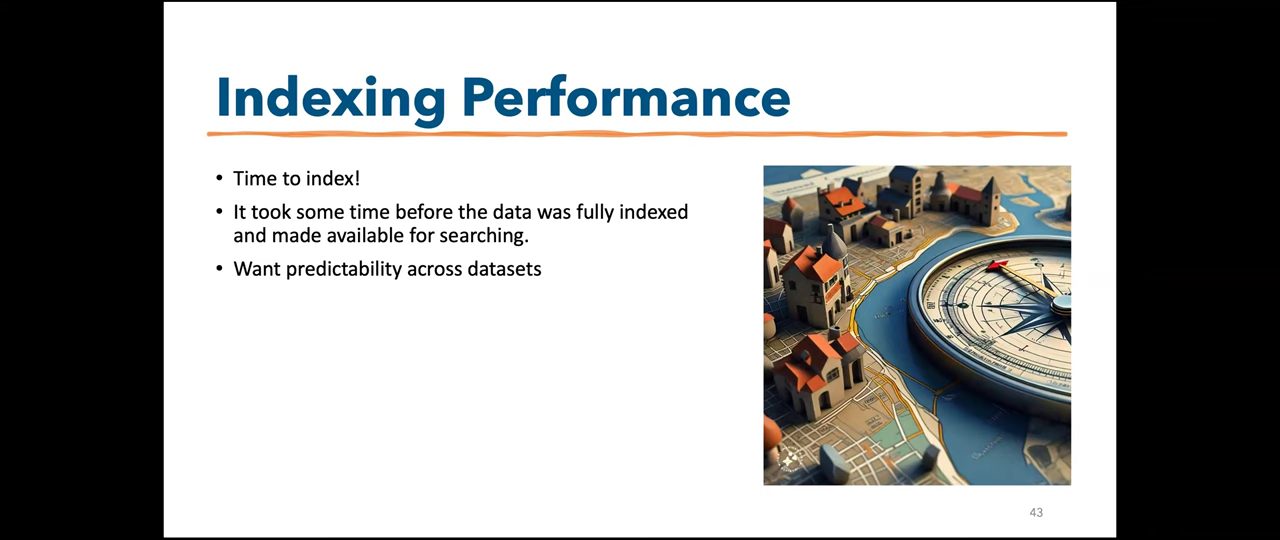 Indexing Performance
• Time to index!
• It took some time before the data was fully indexed
and made available for searching.
• Want predictability across datasets
43